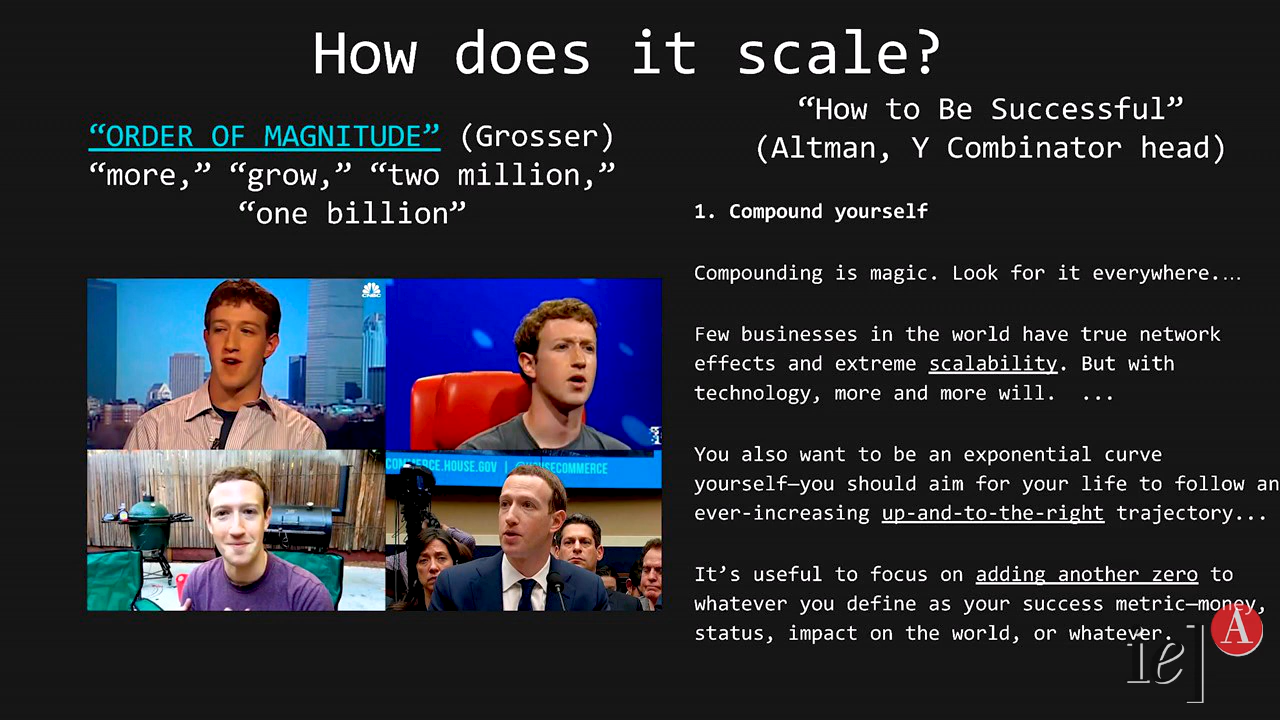 How does it scale?
“ORDER OF MAGNITUDE” (Grosser)
“more,” “grow,” “two million,”
“one billion”
CNBC
COMMERCE.HOUSE.GOV | @HOUSECOMMERCE
“How to Be Successful”
(Altman, Y Combinator head)
1. Compound yourself
Compounding is magic. Look for it everywhere.…
Few businesses in the world have true network
effects and extreme scalability. But with
technology, more and more will.  ...
You also want to be an exponential curve
yourself—you should aim for your life to follow an
ever-increasing up-and-to-the-right trajectory...
It’s useful to focus on adding another zero to
whatever you define as your success metric—money,
status, impact on the world, or whatever.
ie]
A